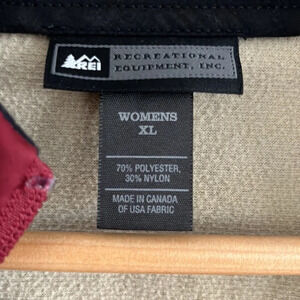 REI
RECREATIONAL
EQUIPMENT, INC.
WOMENS
XL
70% POLYESTER,
30% NYLON
MADE IN CANADA
OF USA FABRIC